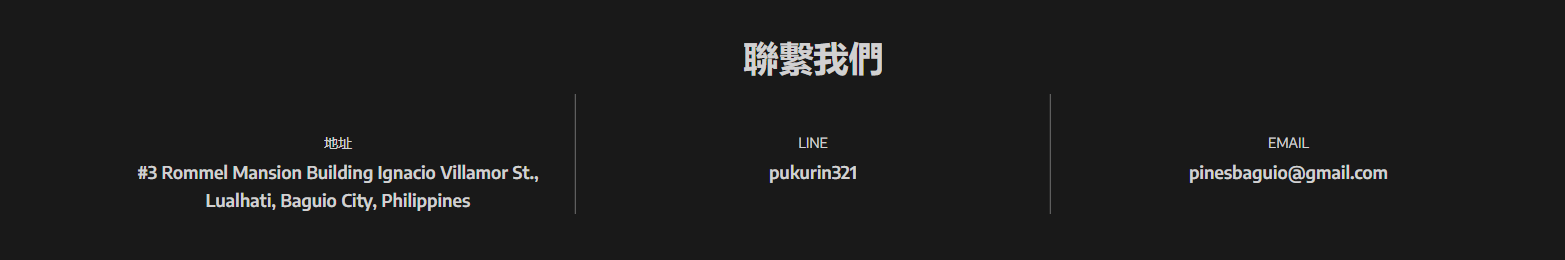 聯繫我們
地址
#3 Rommel Mansion Building Ignacio Villamor St.,
Lualhati, Baguio City, Philippines
LINE
pukurin321
EMAIL
pinesbaguio@gmail.com